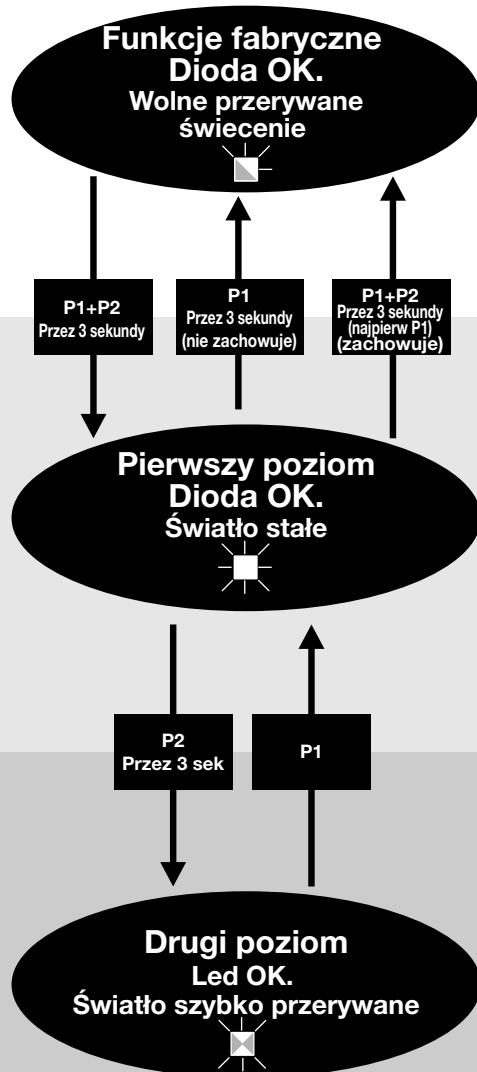 Funkcje fabryczne
Dioda OK.
Wolne przerywane
świecenie
P1+P2
Przez 3 sekundy
P1
Przez 3 sekundy
(nie zachowuje)
P1+P2
Przez 3 sekundy
(najpierw P1)
(zachowuje)
Pierwszy poziom
Dioda OK.
Światło stałe
P2
Przez 3 sek
P1
Drugi poziom
Led OK.
Światło szybko przerywane